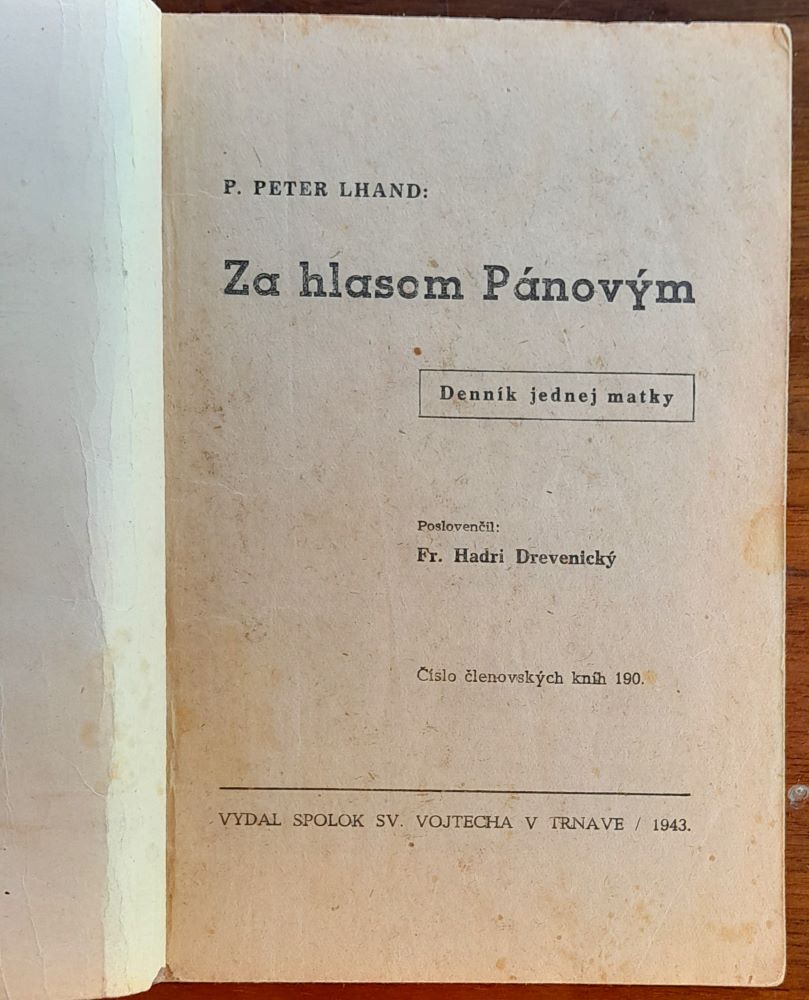 P. PETER LHAND:
Za hlasom Pánovým
Denník jednej matky
Poslovenčil:
Fr. Hadri Drevenický
Číslo členovských kníh 190.
VYDAL SPOLOK SV. VOJTECHA V TRNAVE / 1943.